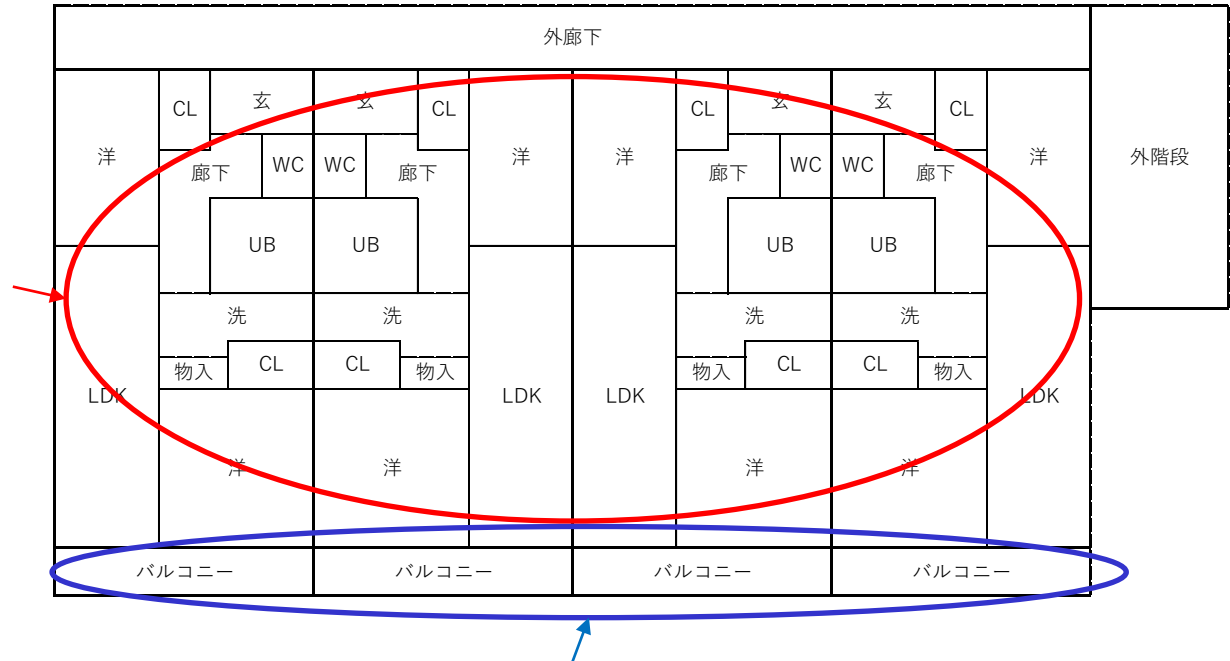 外廊下
CL 玄 玄 CL CL 玄 玄 CL
洋 洋 洋 洋 外階段
廊下 WC WC 廊下 廊下 WC WC 廊下
UB UB UB UB
洗 洗 洗 洗
物入 CL CL 物入 物入 CL CL 物入
LDK LDK LDK LDK
洋 洋 洋 洋
バルコニー バルコニー バルコニー バルコニー